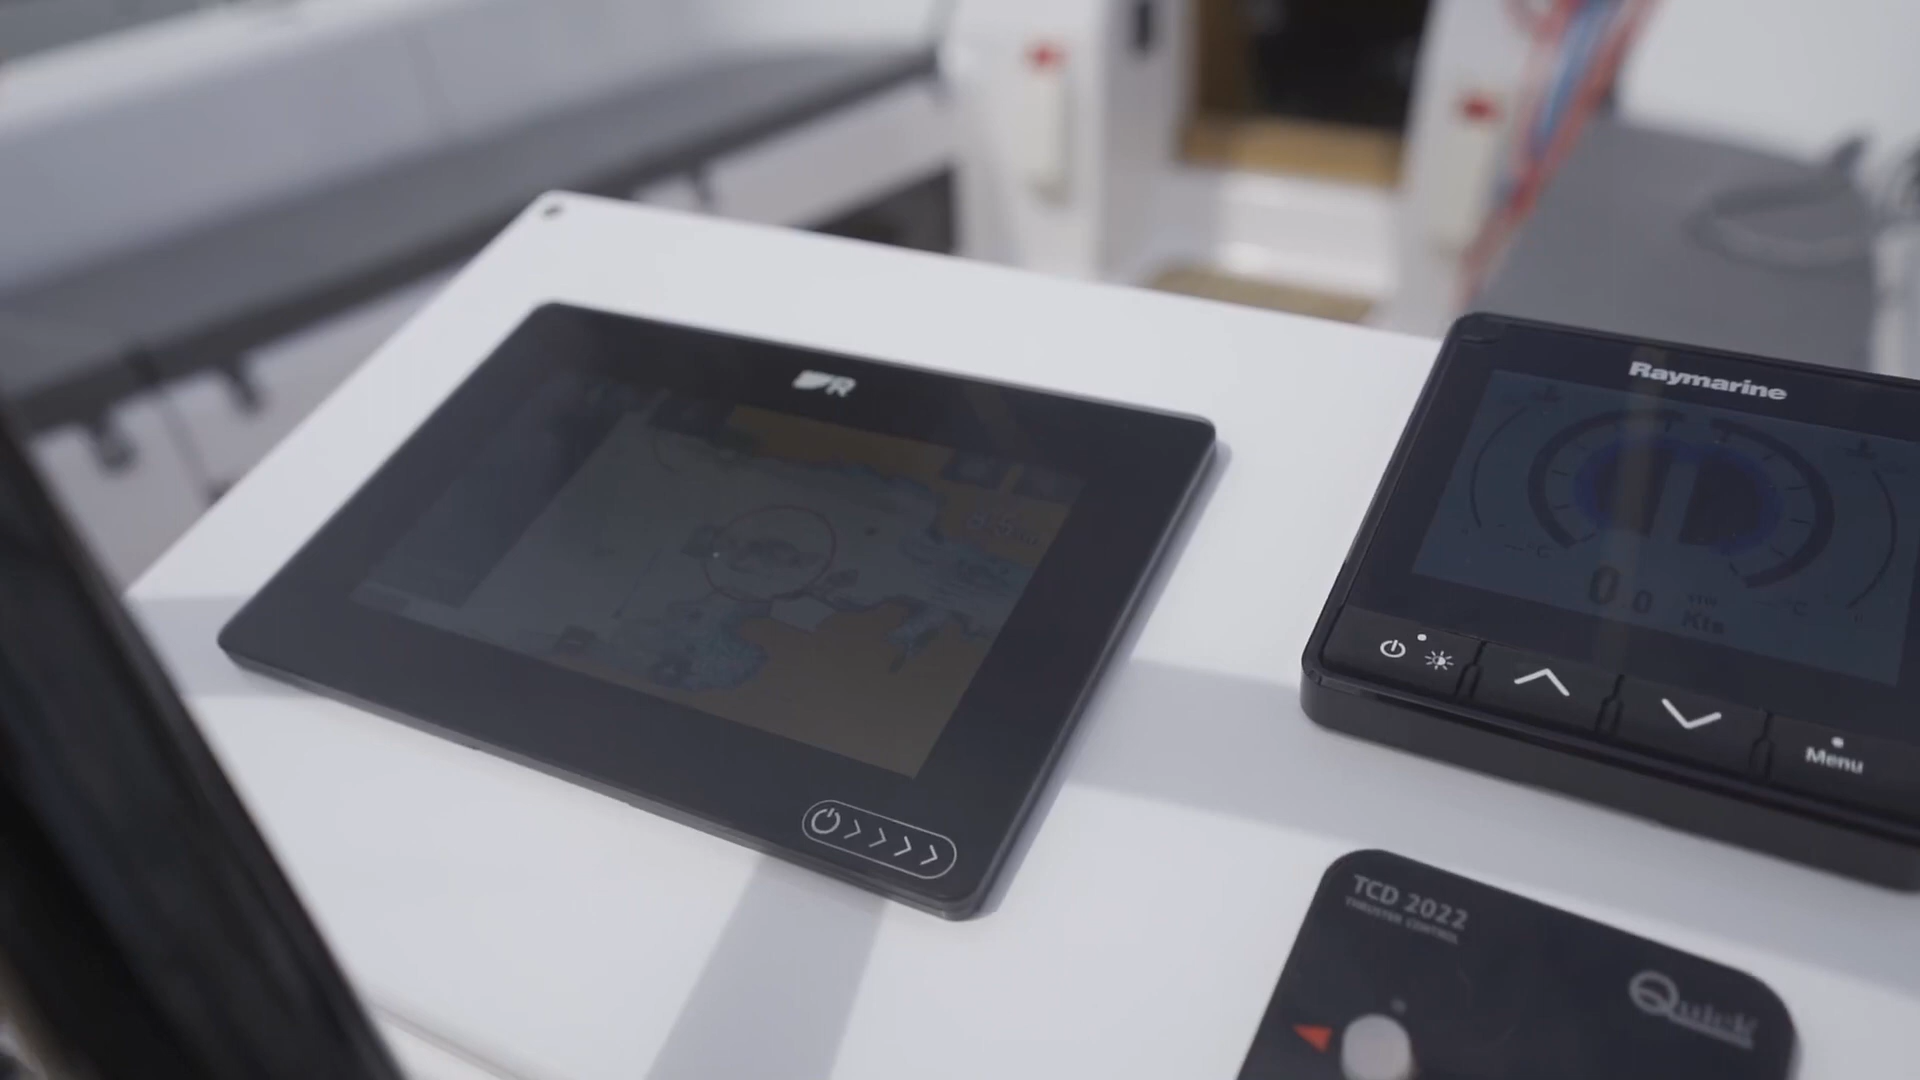 R
Raymarine
0.0
Kts
Menu
TCD 2022
THRUSTER CONTROL
Quick